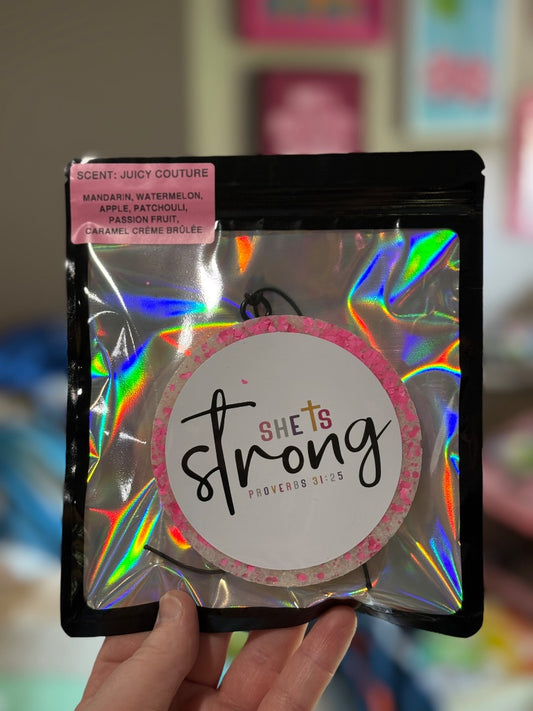 SCENT: JUICY COUTURE
MANDARIN, WATERMELON,
APPLE, PATCHOULI,
PASSION FRUIT,
CARAMEL CRÈME BRÛLÉE
SHE IS
strong
PROVERBS 31:25